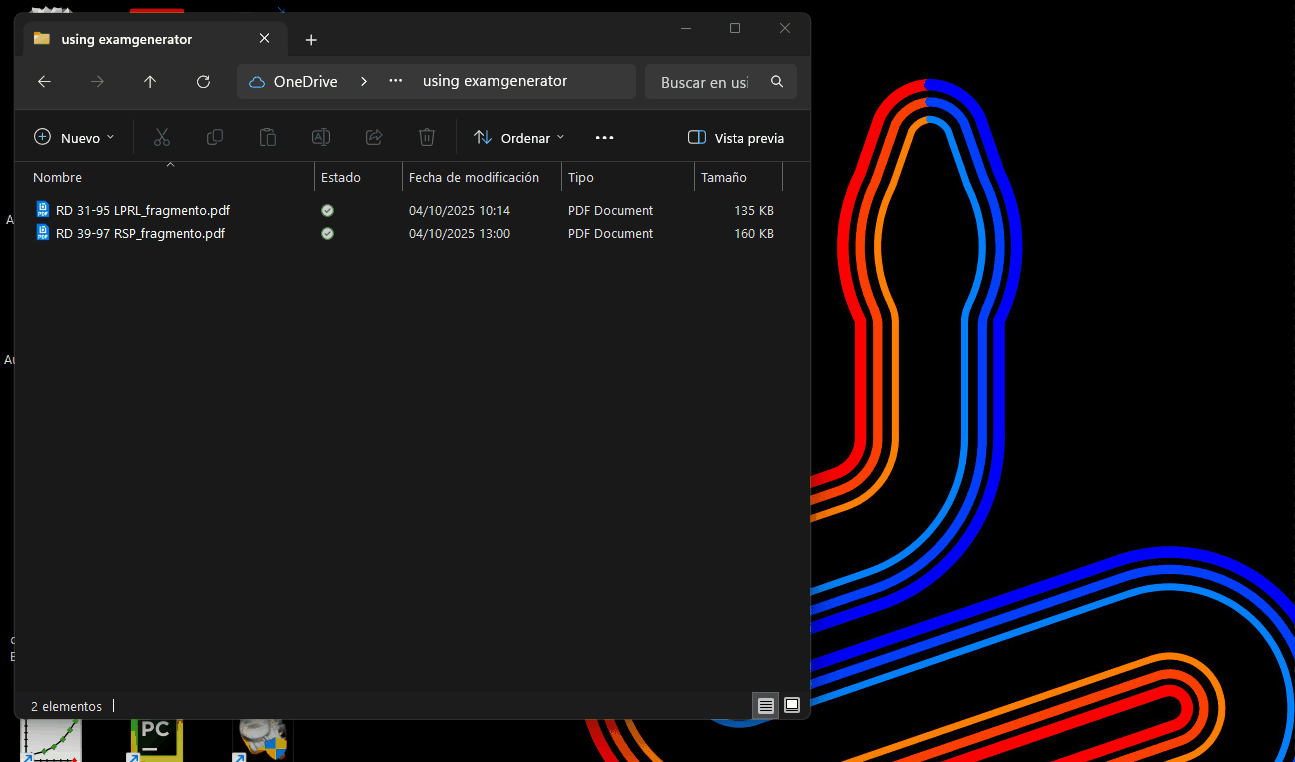 using examgenerator
OneDrive > ... using examgenerator Buscar en usi
Nuevo Ordenar ... Vista previa
Nombre Estado Fecha de modificación Tipo Tamaño
RD 31-95 LPRL_fragmento.pdf 04/10/2025 10:14 PDF Document 135 KB
RD 39-97 RSP_fragmento.pdf 04/10/2025 13:00 PDF Document 160 KB
2 elementos
PC